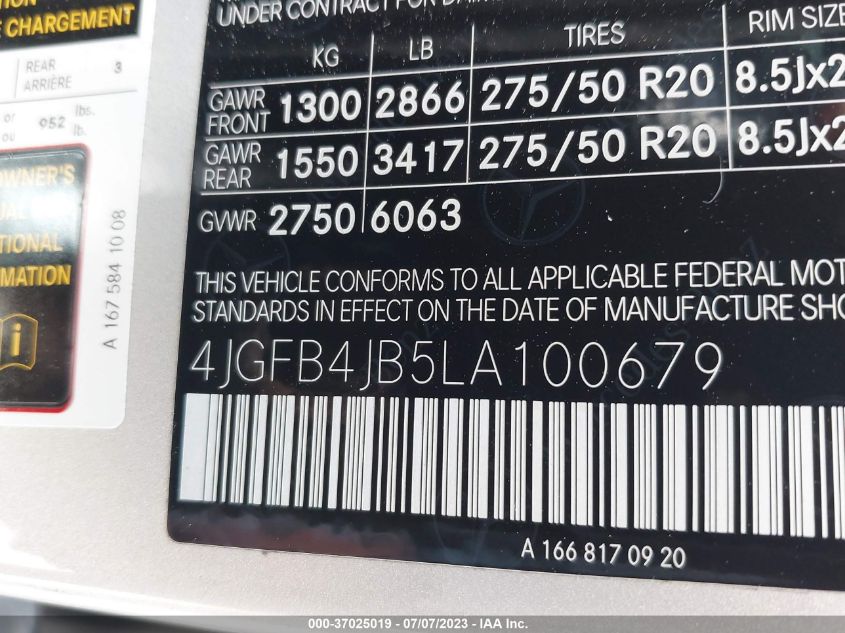 E CHARGEMENT
REAR 3
ARRIÈRE
or 952 lbs.
ou lb.
OWNER'S
MATION
i
A 167 584 10 08
UNDER CONTRACT FOR
KG LB TIRES RIM SIZE
GAWR FRONT 1300 2866 275/50 R20 8.5Jx2
GAWR REAR 1550 3417 275/50 R20 8.5Jx2
GVWR 2750 6063
THIS VEHICLE CONFORMS TO ALL APPLICABLE FEDERAL MOT
STANDARDS IN EFFECT ON THE DATE OF MANUFACTURE SHO
4JGFB4JB5LA100679
A 166 817 09 20
000-37025019 - 07/07/2023 - IAA Inc.